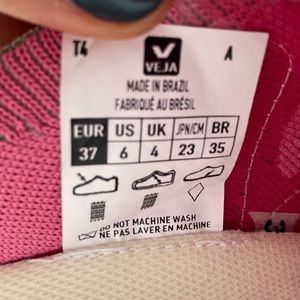 T4 V A
VEJA
MADE IN BRAZIL
FABRIQUÉ AU BRÉSIL
EUR US UK JPN/CM BR
37 6 4 23 35
DO NOT MACHINE WASH
NE PAS LAVER EN MACHINE